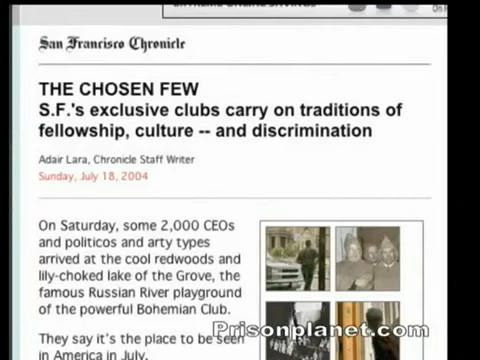 San Francisco Chronicle
THE CHOSEN FEW
S.F.'s exclusive clubs carry on traditions of
fellowship, culture -- and discrimination
Adair Lara, Chronicle Staff Writer
Sunday, July 18, 2004
On Saturday, some 2,000 CEOs
and politicos and arty types
arrived at the cool redwoods and
lily-choked lake of the Grove, the
famous Russian River playground
of the powerful Bohemian Club.
They say it's the place to be seen
in America in July.
Prisonplanet.com